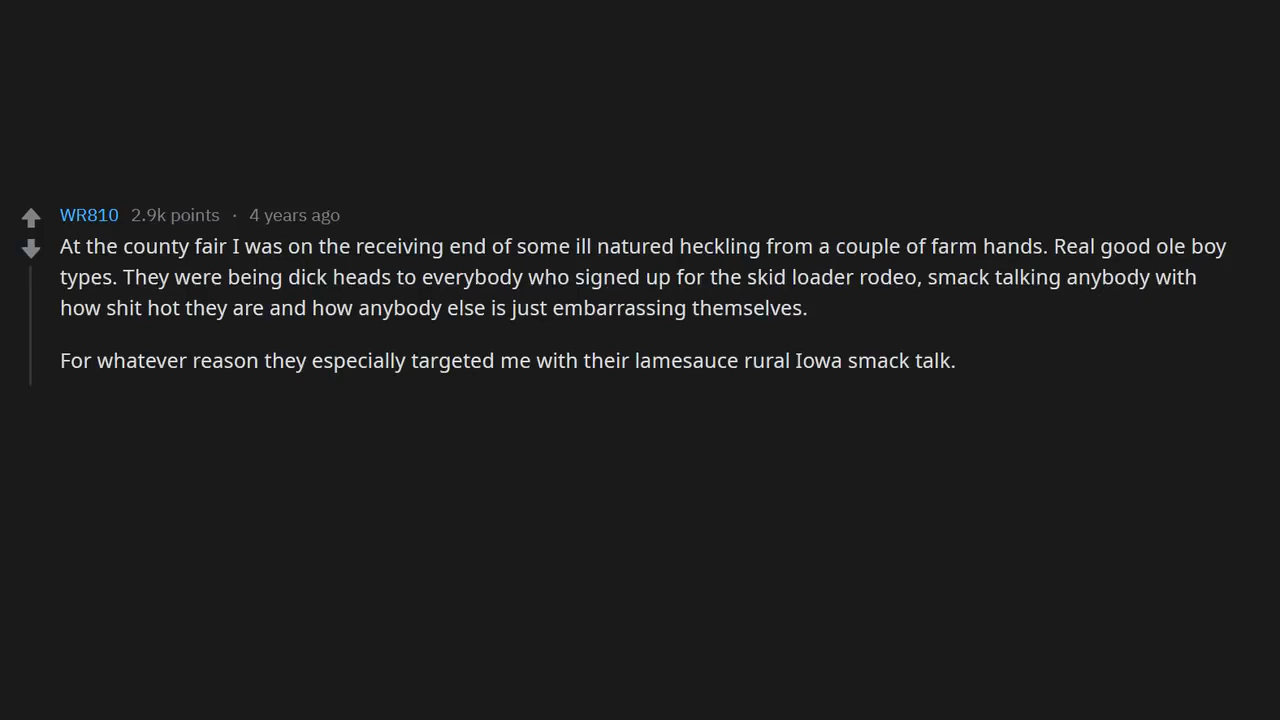 WR810 2.9k points · 4 years ago
At the county fair I was on the receiving end of some ill natured heckling from a couple of farm hands. Real good ole boy
types. They were being dick heads to everybody who signed up for the skid loader rodeo, smack talking anybody with
how shit hot they are and how anybody else is just embarrassing themselves.
For whatever reason they especially targeted me with their lamesauce rural Iowa smack talk.